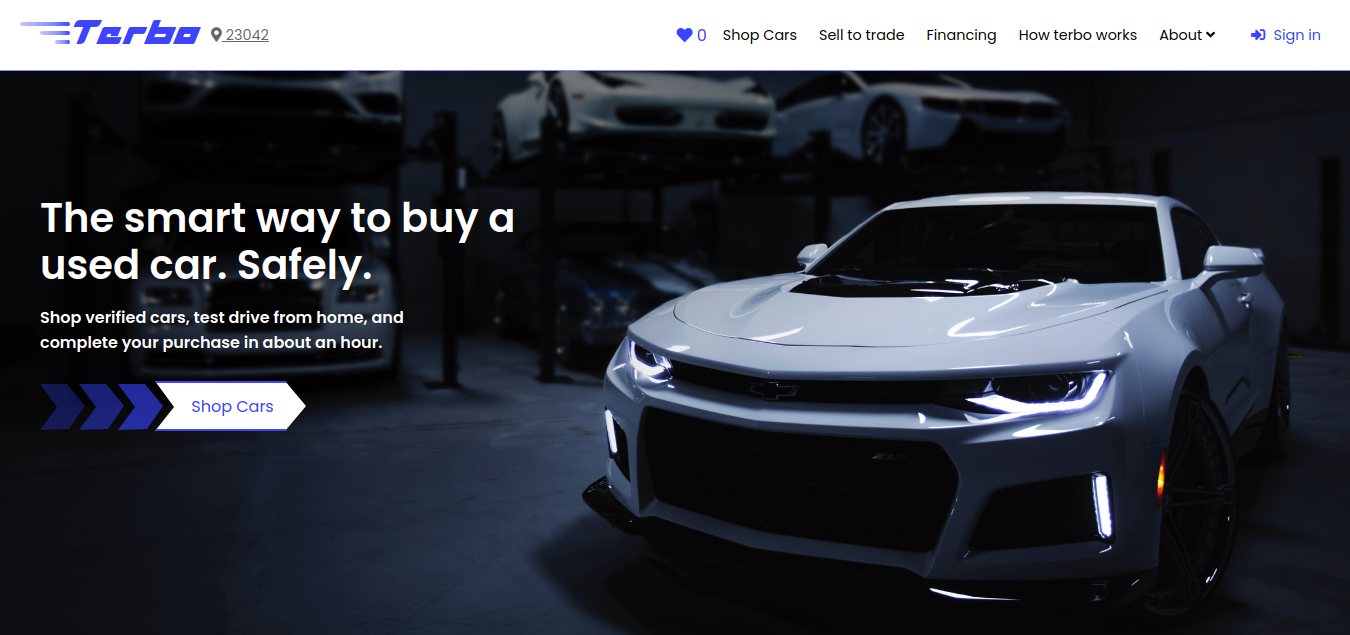 Terbo 23042 0 Shop Cars Sell to trade Financing How terbo works About Sign in
The smart way to buy a
used car. Safely.
Shop verified cars, test drive from home, and
complete your purchase in about an hour.
Shop Cars